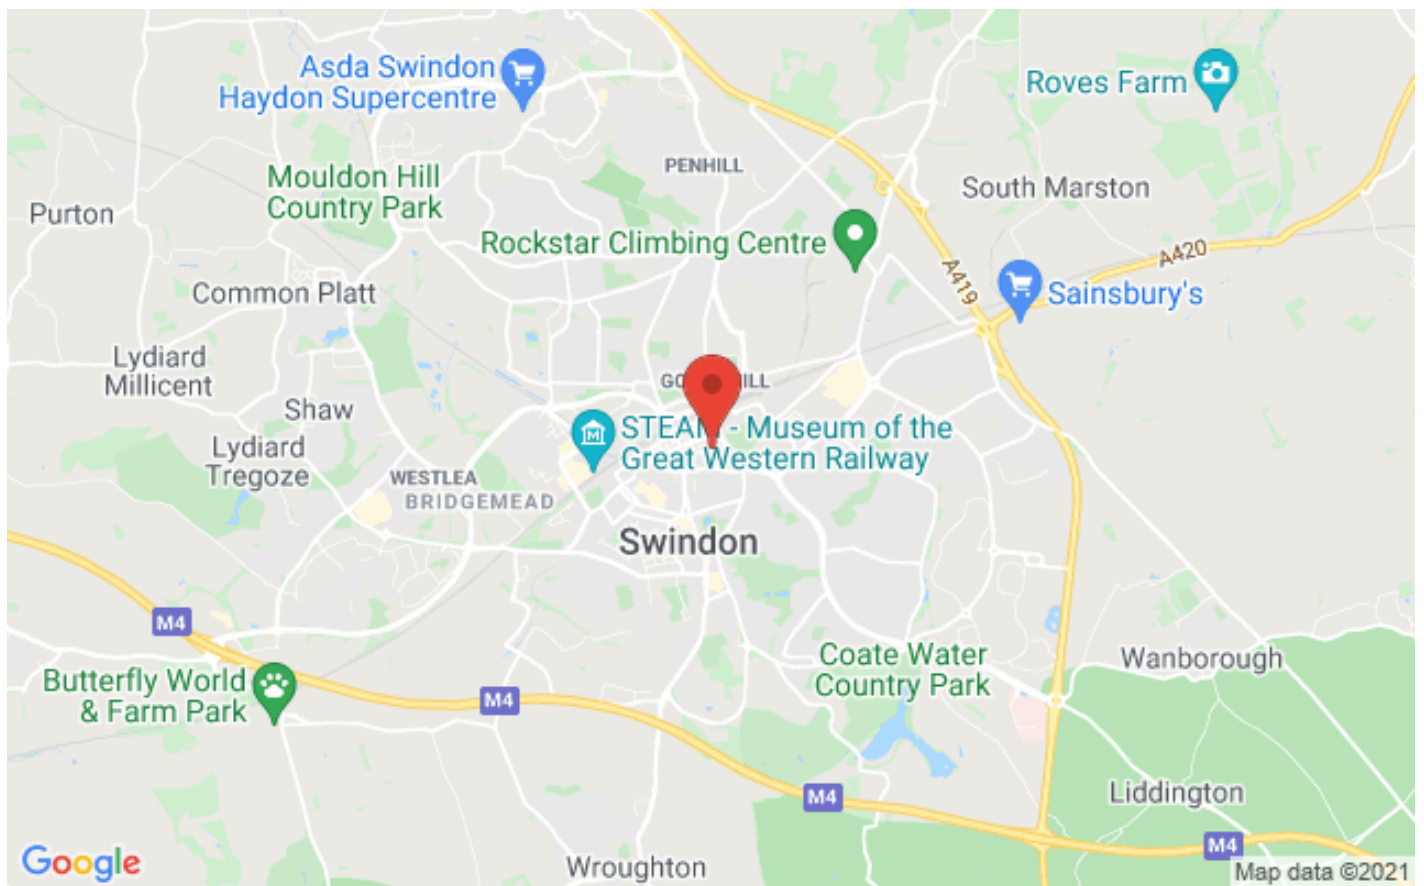 Asda Swindon
Haydon Supercentre
Roves Farm
PENHILL
Mouldon Hill
Country Park
South Marston
Purton
Rockstar Climbing Centre
A420
A419
Common Platt
Sainsbury's
Lydiard
Millicent
Shaw
STEAM - Museum of the
Great Western Railway
Lydiard
Tregoze
WESTLEA
BRIDGEMEAD
Swindon
M4
Coate Water
Country Park
Wanborough
Butterfly World
& Farm Park
M4
M4
Liddington
M4
Google
Wroughton
Map data ©2021